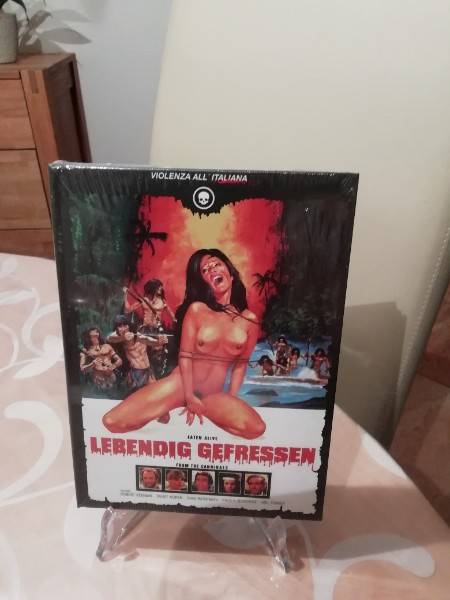 VIOLENZA ALL' ITALIANA
EATEN ALIVE
LEBENDIG GEFRESSEN
FROM THE CANNIBALS